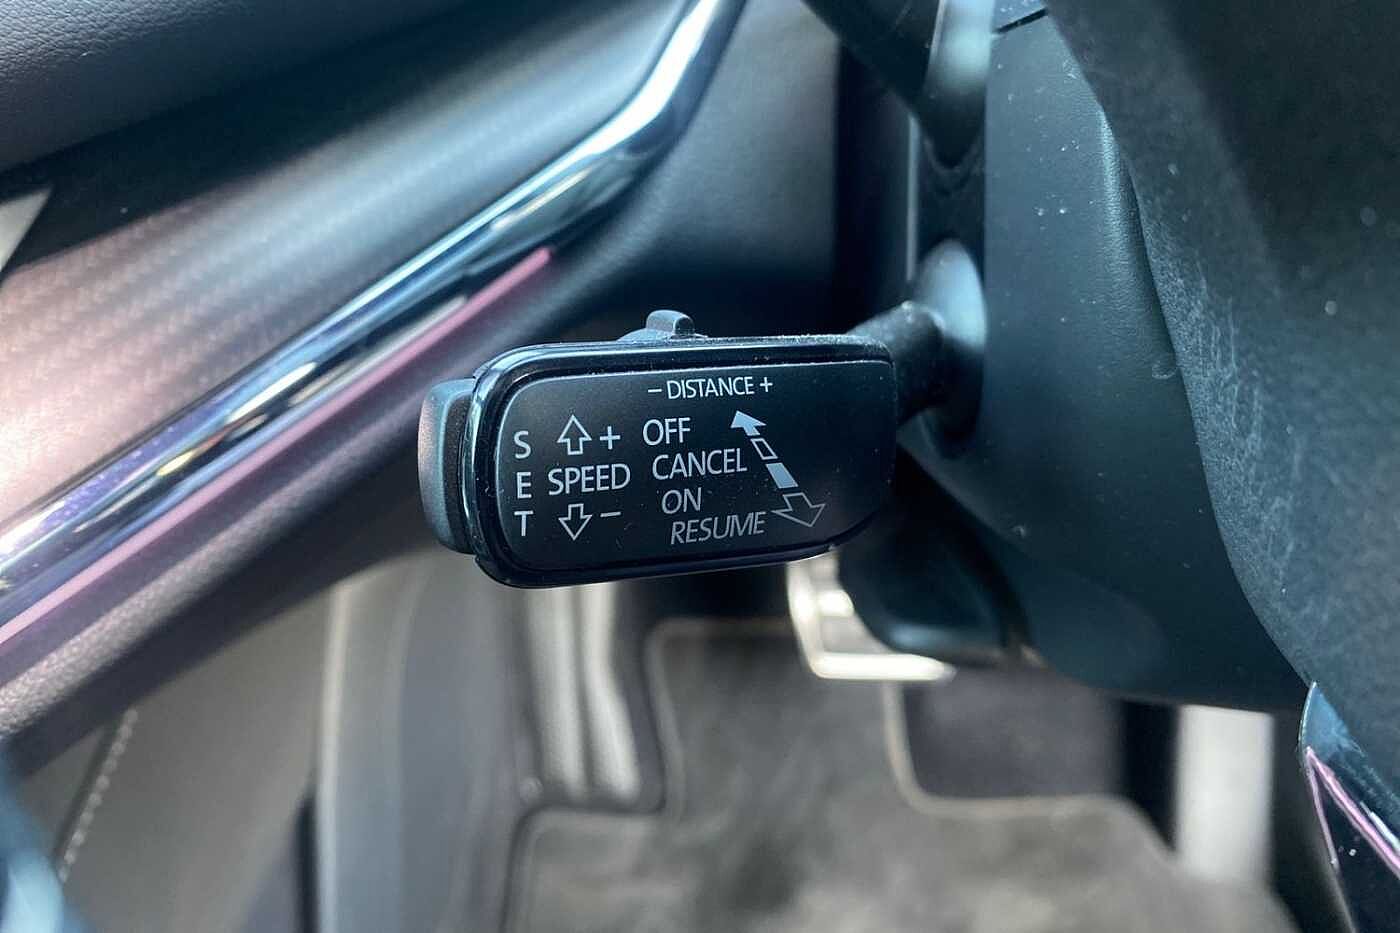 - DISTANCE +
S E T
+
SPEED
-
OFF
CANCEL
ON
RESUME